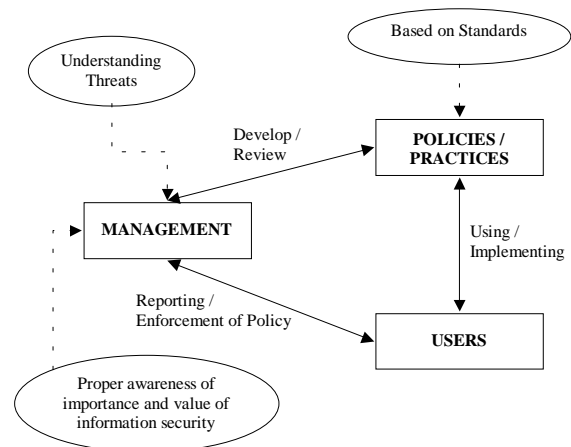 Based on Standards
Understanding
Threats
Develop /
Review
POLICIES /
PRACTICES
MANAGEMENT
Using /
Implementing
Reporting /
Enforcement of Policy
USERS
Proper awareness of
importance and value of
information security